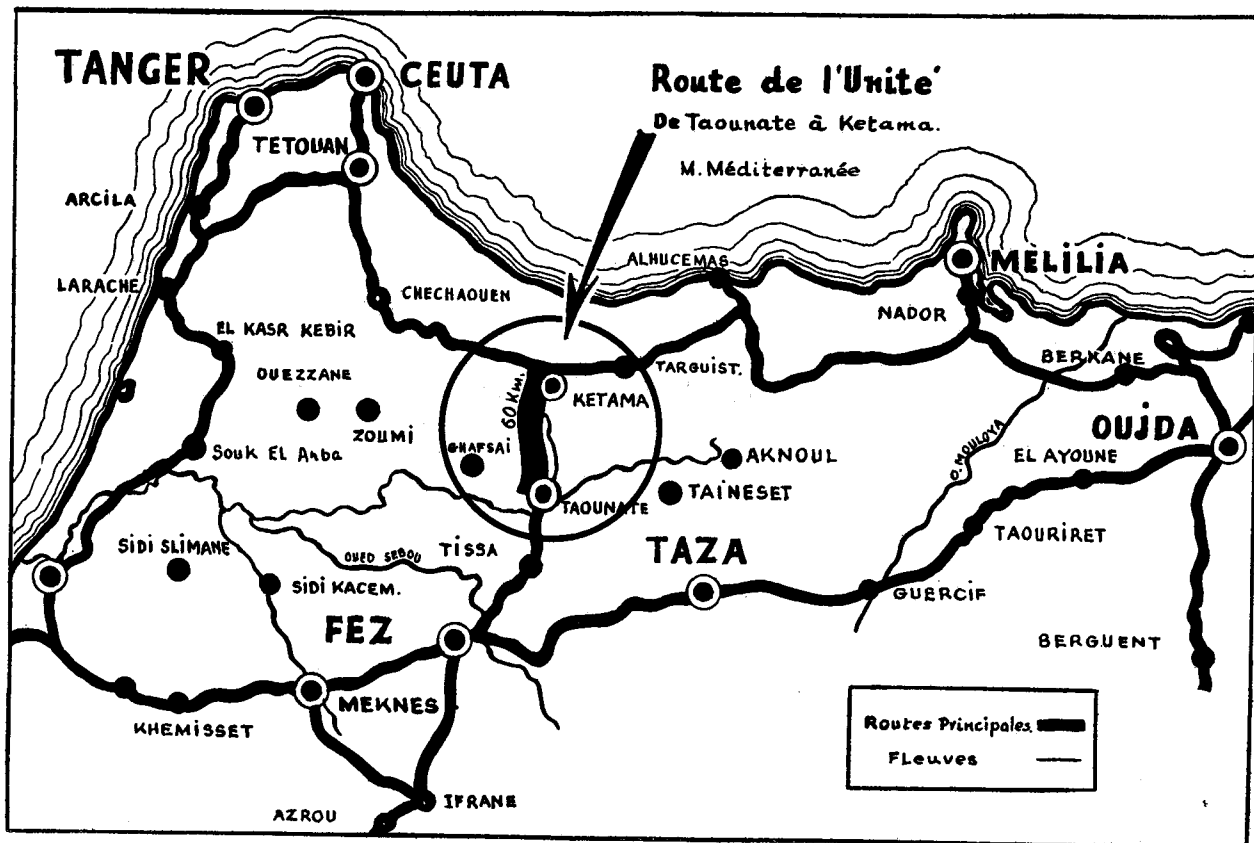 TANGER
CEUTA
Route de l'Unité
De Taounate à Ketama.
TETOUAN
M. Méditerranée
ARCILA
ALHUCEMAS
MELILIA
LARACHE
CHECHAOUEN
NADOR
EL KASR KEBIR
BERKANE
OUEZZANE
TARGUIST.
60 Km.
KETAMA
ZOUMI
OUJDA
GHAFSAI
Souk El Arba
AKNOUL
O. MOULOYA
EL AYOUNE
TAINESET
TAOUNATE
SIDI SLIMANE
OUED SEBOU
TISSA
TAZA
TAOURIRET
SIDI KACEM.
GUERCIF
FEZ
BERGUENT
MEKNES
KHEMISSET
Routes Principales.
Fleuves
IFRANE
AZROU